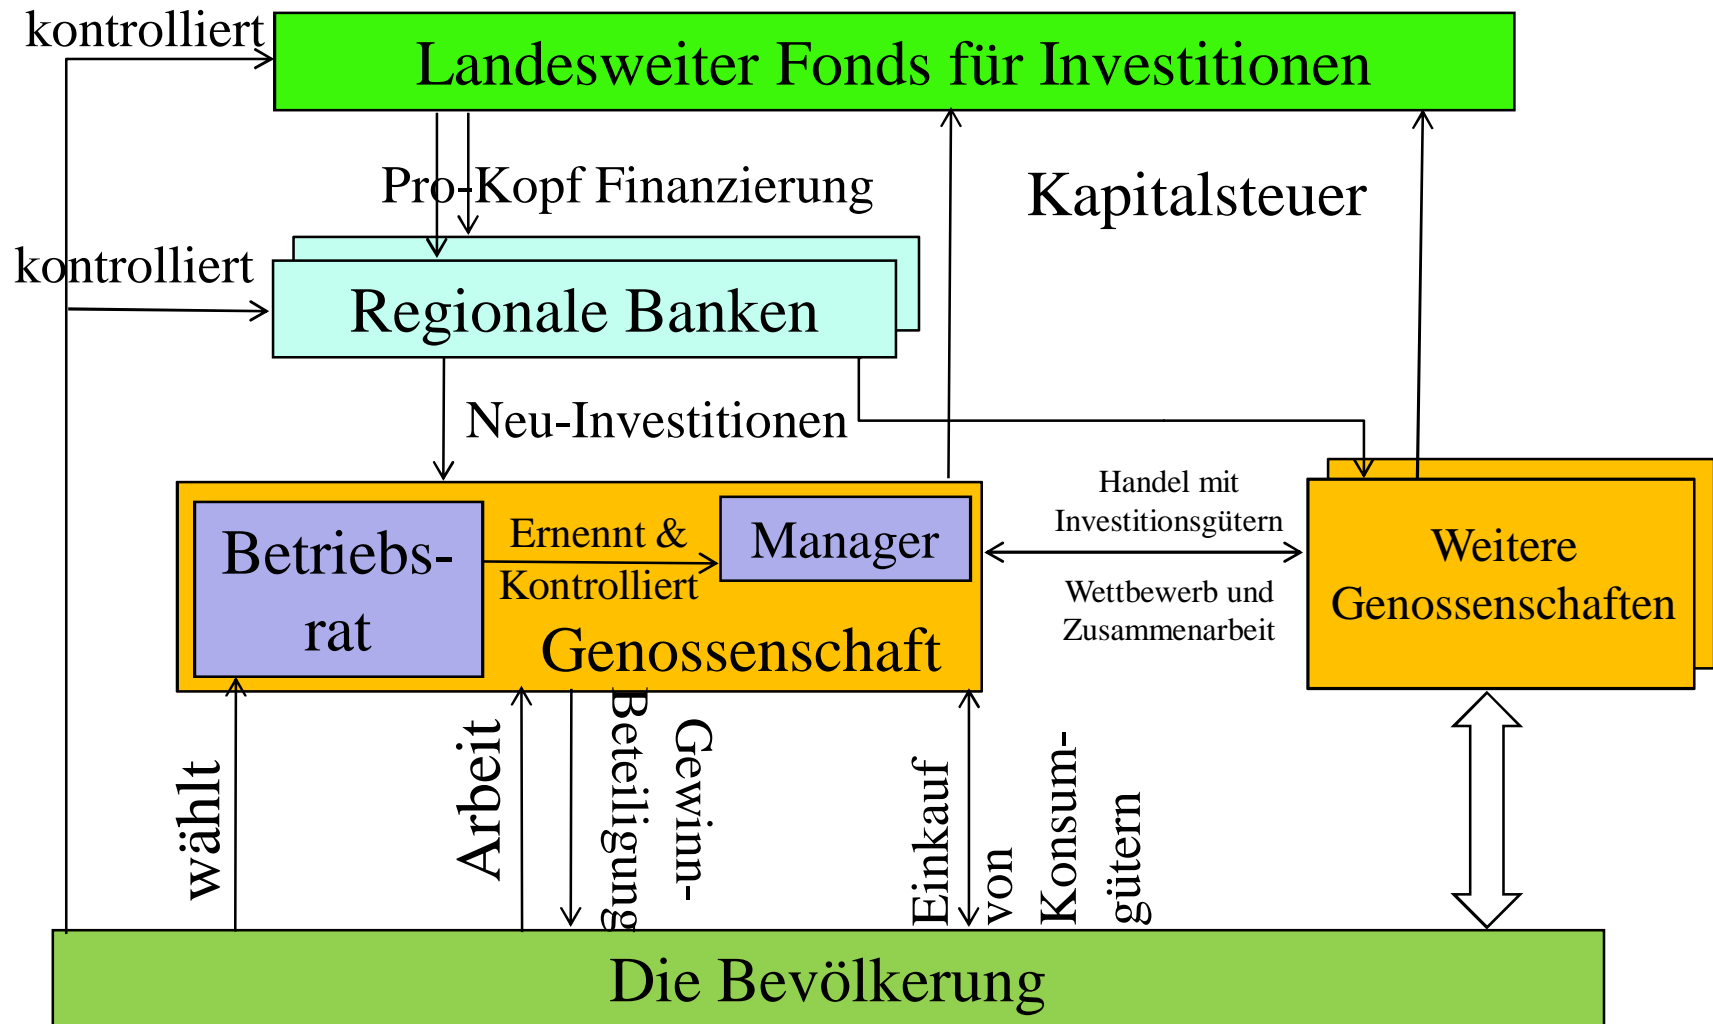 kontrolliert
Landesweiter Fonds für Investitionen
Pro-Kopf Finanzierung
Kapitalsteuer
kontrolliert
Regionale Banken
Neu-Investitionen
Betriebs-
rat
Ernennt &
Kontrolliert
Manager
Genossenschaft
Handel mit
Investitionsgütern
Wettbewerb und
Zusammenarbeit
Weitere
Genossenschaften
wählt
Arbeit
Gewinn-
Beteiligung
Einkauf
von
Konsum-
gütern
Die Bevölkerung